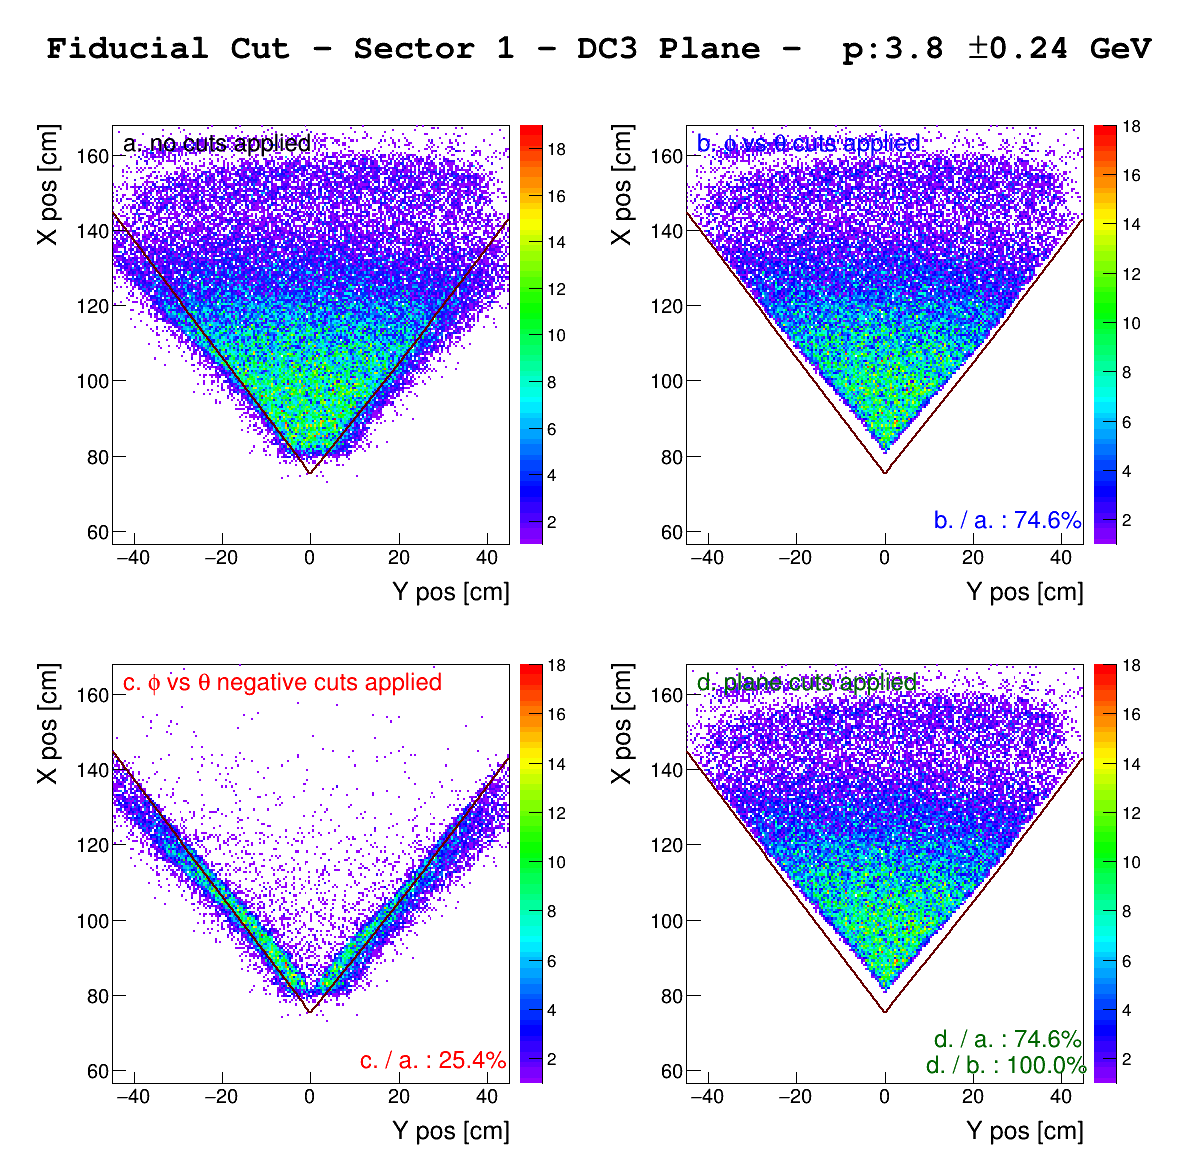 Fiducial Cut – Sector 1 – DC3 Plane – p:3.8 ±0.24 GeV
a. no cuts applied
X pos [cm]
160
140
120
100
80
60
−40 −20 0 20 40
Y pos [cm]
18
16
14
12
10
8
6
4
2
b. ϕ vs θ cuts applied
X pos [cm]
160
140
120
100
80
60
b. / a. : 74.6%
−40 −20 0 20 40
Y pos [cm]
18
16
14
12
10
8
6
4
2
c. ϕ vs θ negative cuts applied
X pos [cm]
160
140
120
100
80
60
c. / a. : 25.4%
−40 −20 0 20 40
Y pos [cm]
18
16
14
12
10
8
6
4
2
d. plane cuts applied
X pos [cm]
160
140
120
100
80
60
d. / a. : 74.6%
d. / b. : 100.0%
−40 −20 0 20 40
Y pos [cm]
18
16
14
12
10
8
6
4
2